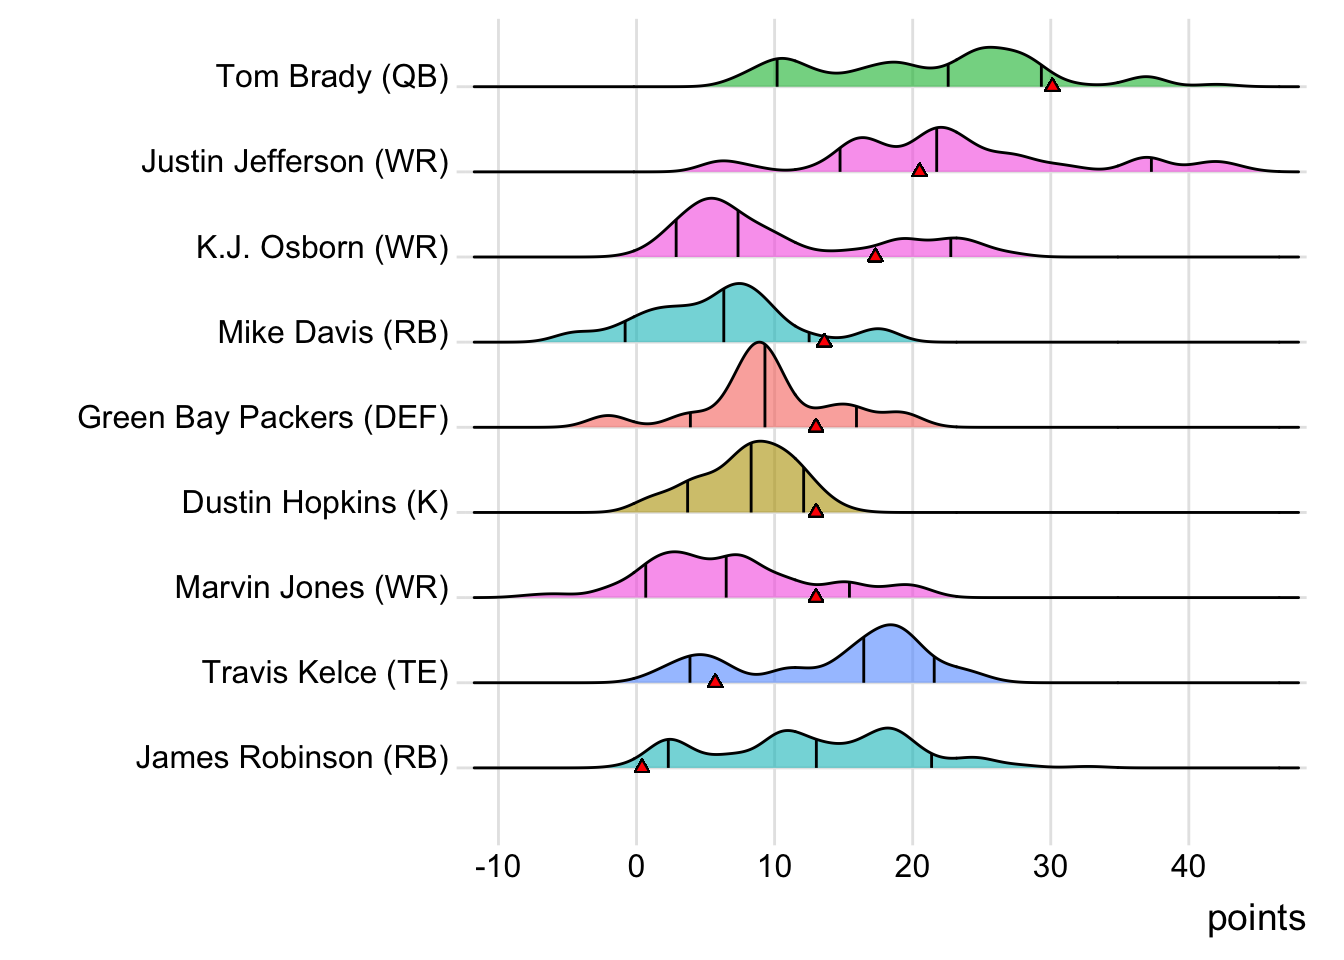 Tom Brady (QB)
Justin Jefferson (WR)
K.J. Osborn (WR)
Mike Davis (RB)
Green Bay Packers (DEF)
Dustin Hopkins (K)
Marvin Jones (WR)
Travis Kelce (TE)
James Robinson (RB)
-10 0 10 20 30 40
points